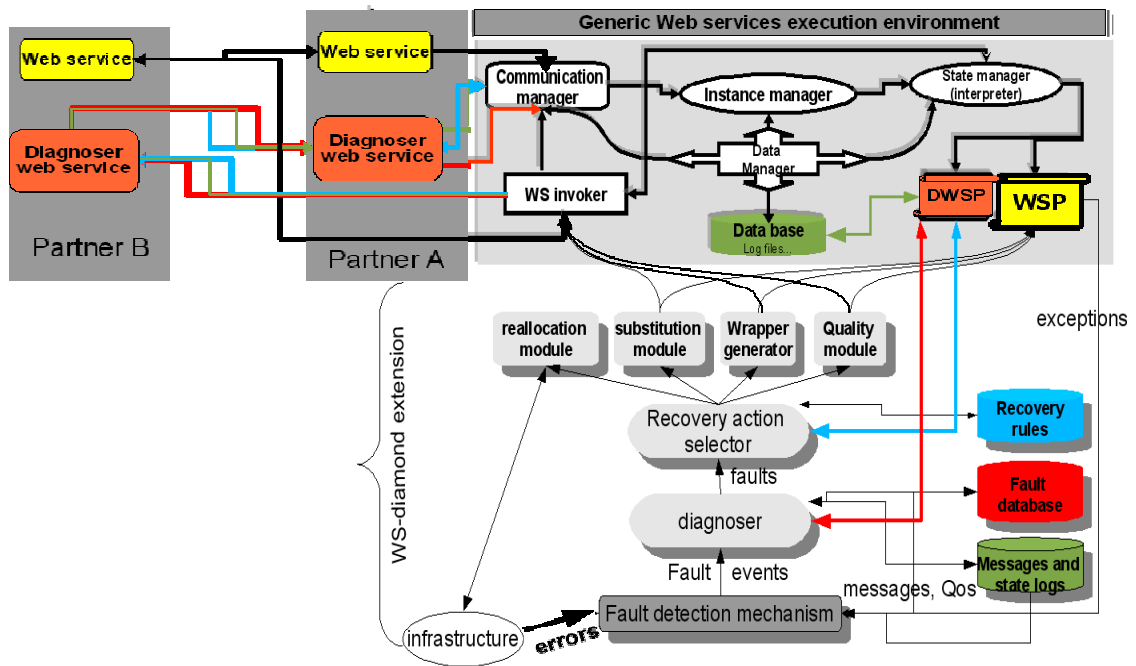 Generic Web services execution environment
Web service
Web service
Communication
manager
Instance manager
State manager
(interpreter)
DIagnoser
web service
Diagnoser
web service
Data
Manager
WS invoker
DWSP
WSP
Data base
Log files...
Partner B
Partner A
exceptions
reallocation
module
substitution
module
Wrapper
generator
Quality
module
WS-diamond extension
Recovery action
selector
Recovery
rules
faults
Fault
database
diagnoser
Fault events
Messages and
state logs
messages, Qos
Fault detection mechanism
infrastructure
errors